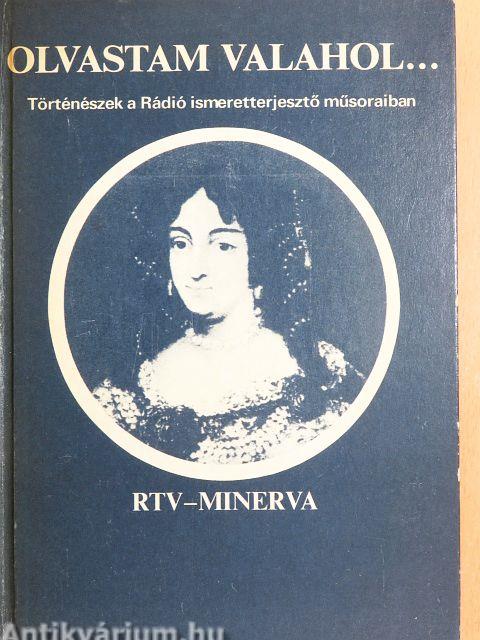 OLVASTAM VALAHOL...
Történészek a Rádió ismeretterjesztő műsoraiban
RTV–MINERVA
Antikvárium.hu